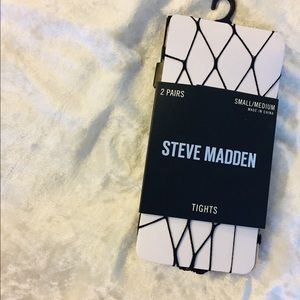 2 PAIRS
SMALL/MEDIUM
MADE IN CHINA
STEVE MADDEN
TIGHTS